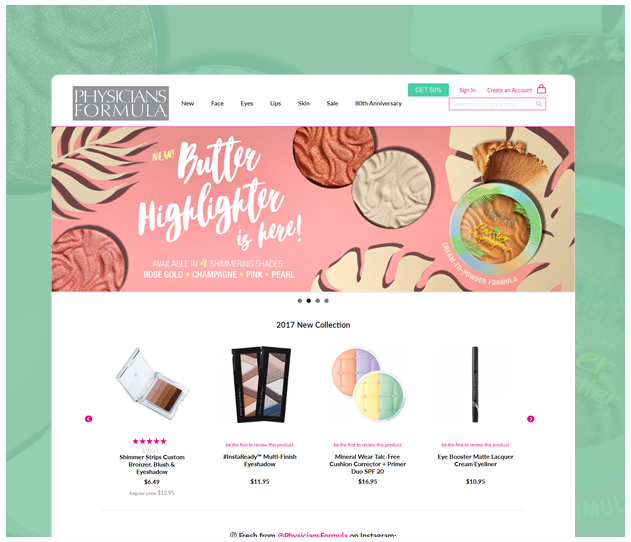 PHYSICIANS
FORMULA
GET 50%
Sign In
Create an Account
New
Face
Eyes
Lips
Skin
Sale
80th Anniversary
Search entire store here...
NEW!
Butter
Highlighter
is here!
AVAILABLE IN 4 SHIMMERING SHADES:
ROSE GOLD • CHAMPAGNE • PINK • PEARL
CREAM-TO-POWDER FORMULA
2017 New Collection
★★★★★
Shimmer Strips Custom
Bronzer, Blush &
Eyeshadow
$6.49
Regular price $12.95
be the first to review this product
#InstaReady™ Multi-Finish
Eyeshadow
$11.95
be the first to review this product
Mineral Wear Talc-Free
Cushion Corrector + Primer
Duo SPF 20
$16.95
be the first to review this product
Eye Booster Matte Lacquer
Cream Eyeliner
$10.95
Fresh from @PhysiciansFormula on Instagram: